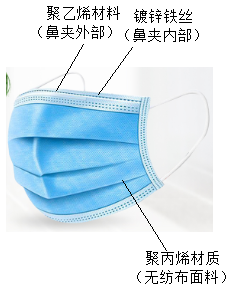 聚乙烯材料
（鼻夹外部）
镀锌铁丝
（鼻夹内部）
聚丙烯材质
（无纺布面料）